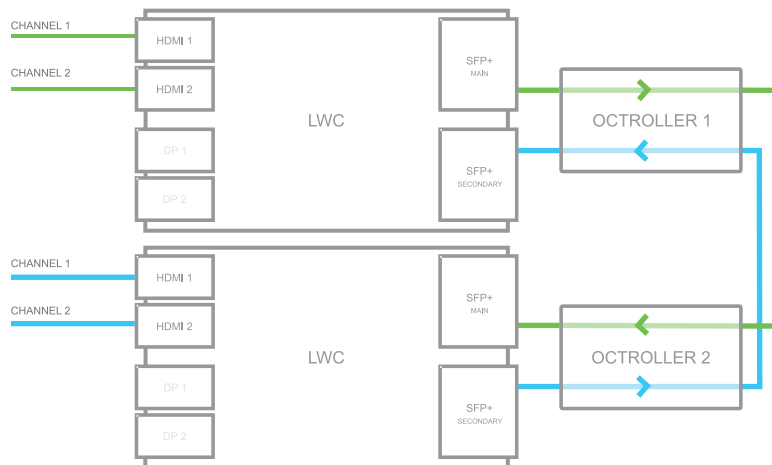 CHANNEL 1
HDMI 1
CHANNEL 2
HDMI 2
DP 1
DP 2
LWC
SFP+
MAIN
SFP+
SECONDARY
OCTROLLER 1
CHANNEL 1
HDMI 1
CHANNEL 2
HDMI 2
DP 1
DP 2
LWC
SFP+
MAIN
SFP+
SECONDARY
OCTROLLER 2